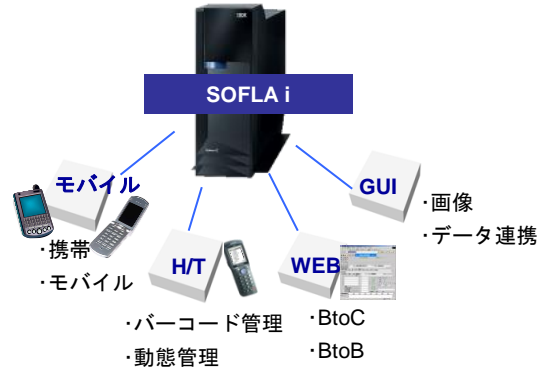 IBM
SOFLA i
モバイル
・携帯
・モバイル
H/T
・バーコード管理
・動態管理
WEB
・BtoC
・BtoB
GUI
・画像
・データ連携